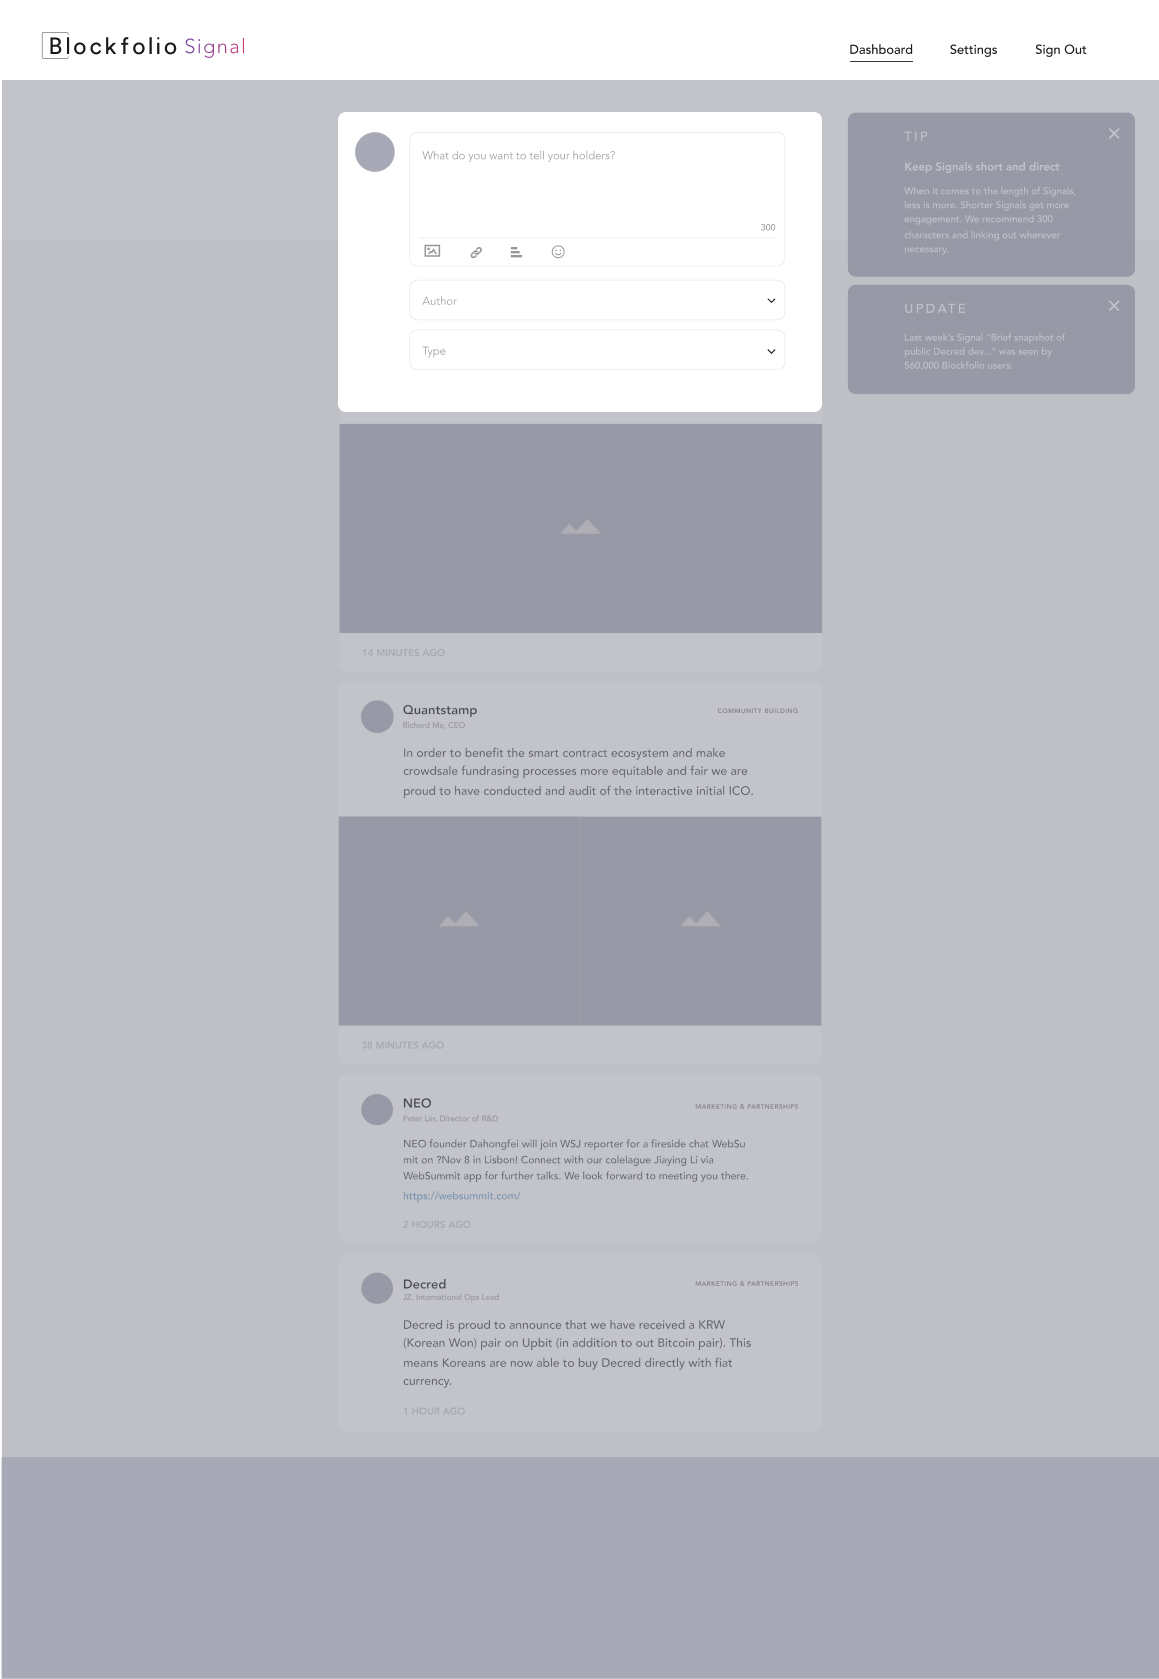 Blockfolio Signal
Dashboard Settings Sign Out
What do you want to tell your holders?
300
Author
Type
TIP
Keep Signals short and direct
When it comes to the length of Signals,
less is more. Shorter Signals get more
engagement. We recommend 300
characters and linking out wherever
necessary.
UPDATE
Last week's Signal "Brief snapshot of
public Decred dev..." was seen by
560,000 Blockfolio users.
14 MINUTES AGO
Quantstamp
COMMUNITY BUILDING
Richard Ma, CEO
In order to benefit the smart contract ecosystem and make
crowdsale fundrasing processes more equitable and fair we are
proud to have conducted and audit of the interactive initial ICO.
38 MINUTES AGO
NEO
MARKETING & PARTNERSHIPS
Peter Lin, Director of R&D
NEO founder Dahongfei will join WSJ reporter for a fireside chat WebSu
mit on ?Nov 8 in Lisbon! Connect with our colelague Jiaying Li via
WebSummit app for further talks. We look forward to meeting you there.
https://websummit.com/
2 HOURS AGO
Decred
MARKETING & PARTNERSHIPS
JZ, International Ops Lead
Decred is proud to announce that we have received a KRW
(Korean Won) pair on Upbit (in addition to out Bitcoin pair). This
means Koreans are now able to buy Decred directly with fiat
currency.
1 HOUR AGO